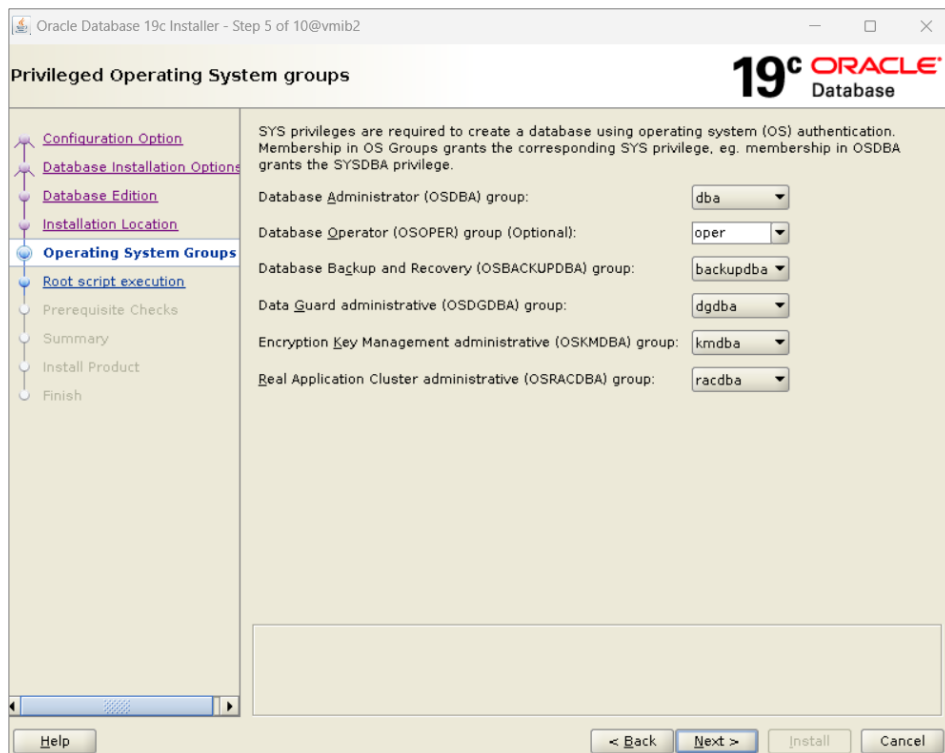 Oracle Database 19c Installer - Step 5 of 10@vmib2
Privileged Operating System groups
19c ORACLE
Database
Configuration Option
Database Installation Options
Database Edition
Installation Location
Operating System Groups
Root script execution
Prerequisite Checks
Summary
Install Product
Finish
SYS privileges are required to create a database using operating system (OS) authentication.
Membership in OS Groups grants the corresponding SYS privilege, eg. membership in OSDBA
grants the SYSDBA privilege.
Database Administrator (OSDBA) group: dba
Database Operator (OSOPER) group (Optional): oper
Database Backup and Recovery (OSBACKUPDBA) group: backupdba
Data Guard administrative (OSDGDBA) group: dgdba
Encryption Key Management administrative (OSKMDBA) group: kmdba
Real Application Cluster administrative (OSRACDBA) group: racdba
Help < Back Next > Install Cancel